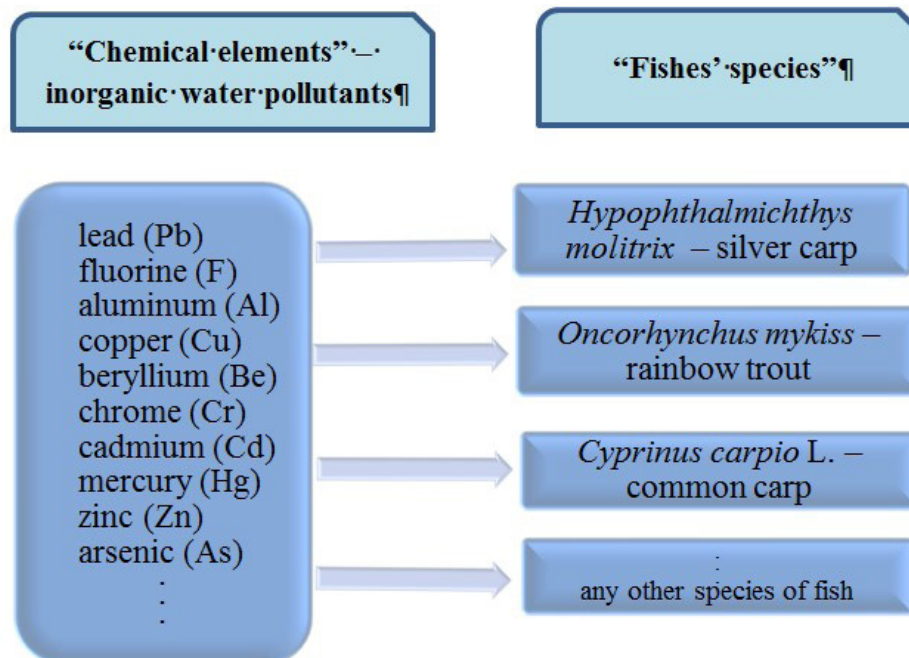 “Chemical·elements”·–·
inorganic·water·pollutants¶
“Fishes’·species”¶
lead (Pb)
fluorine (F)
aluminum (Al)
copper (Cu)
beryllium (Be)
chrome (Cr)
cadmium (Cd)
mercury (Hg)
zinc (Zn)
arsenic (As)
.
.
.
Hypophthalmichthys
molitrix – silver carp
Oncorhynchus mykiss –
rainbow trout
Cyprinus carpio L. –
common carp
:
any other species of fish